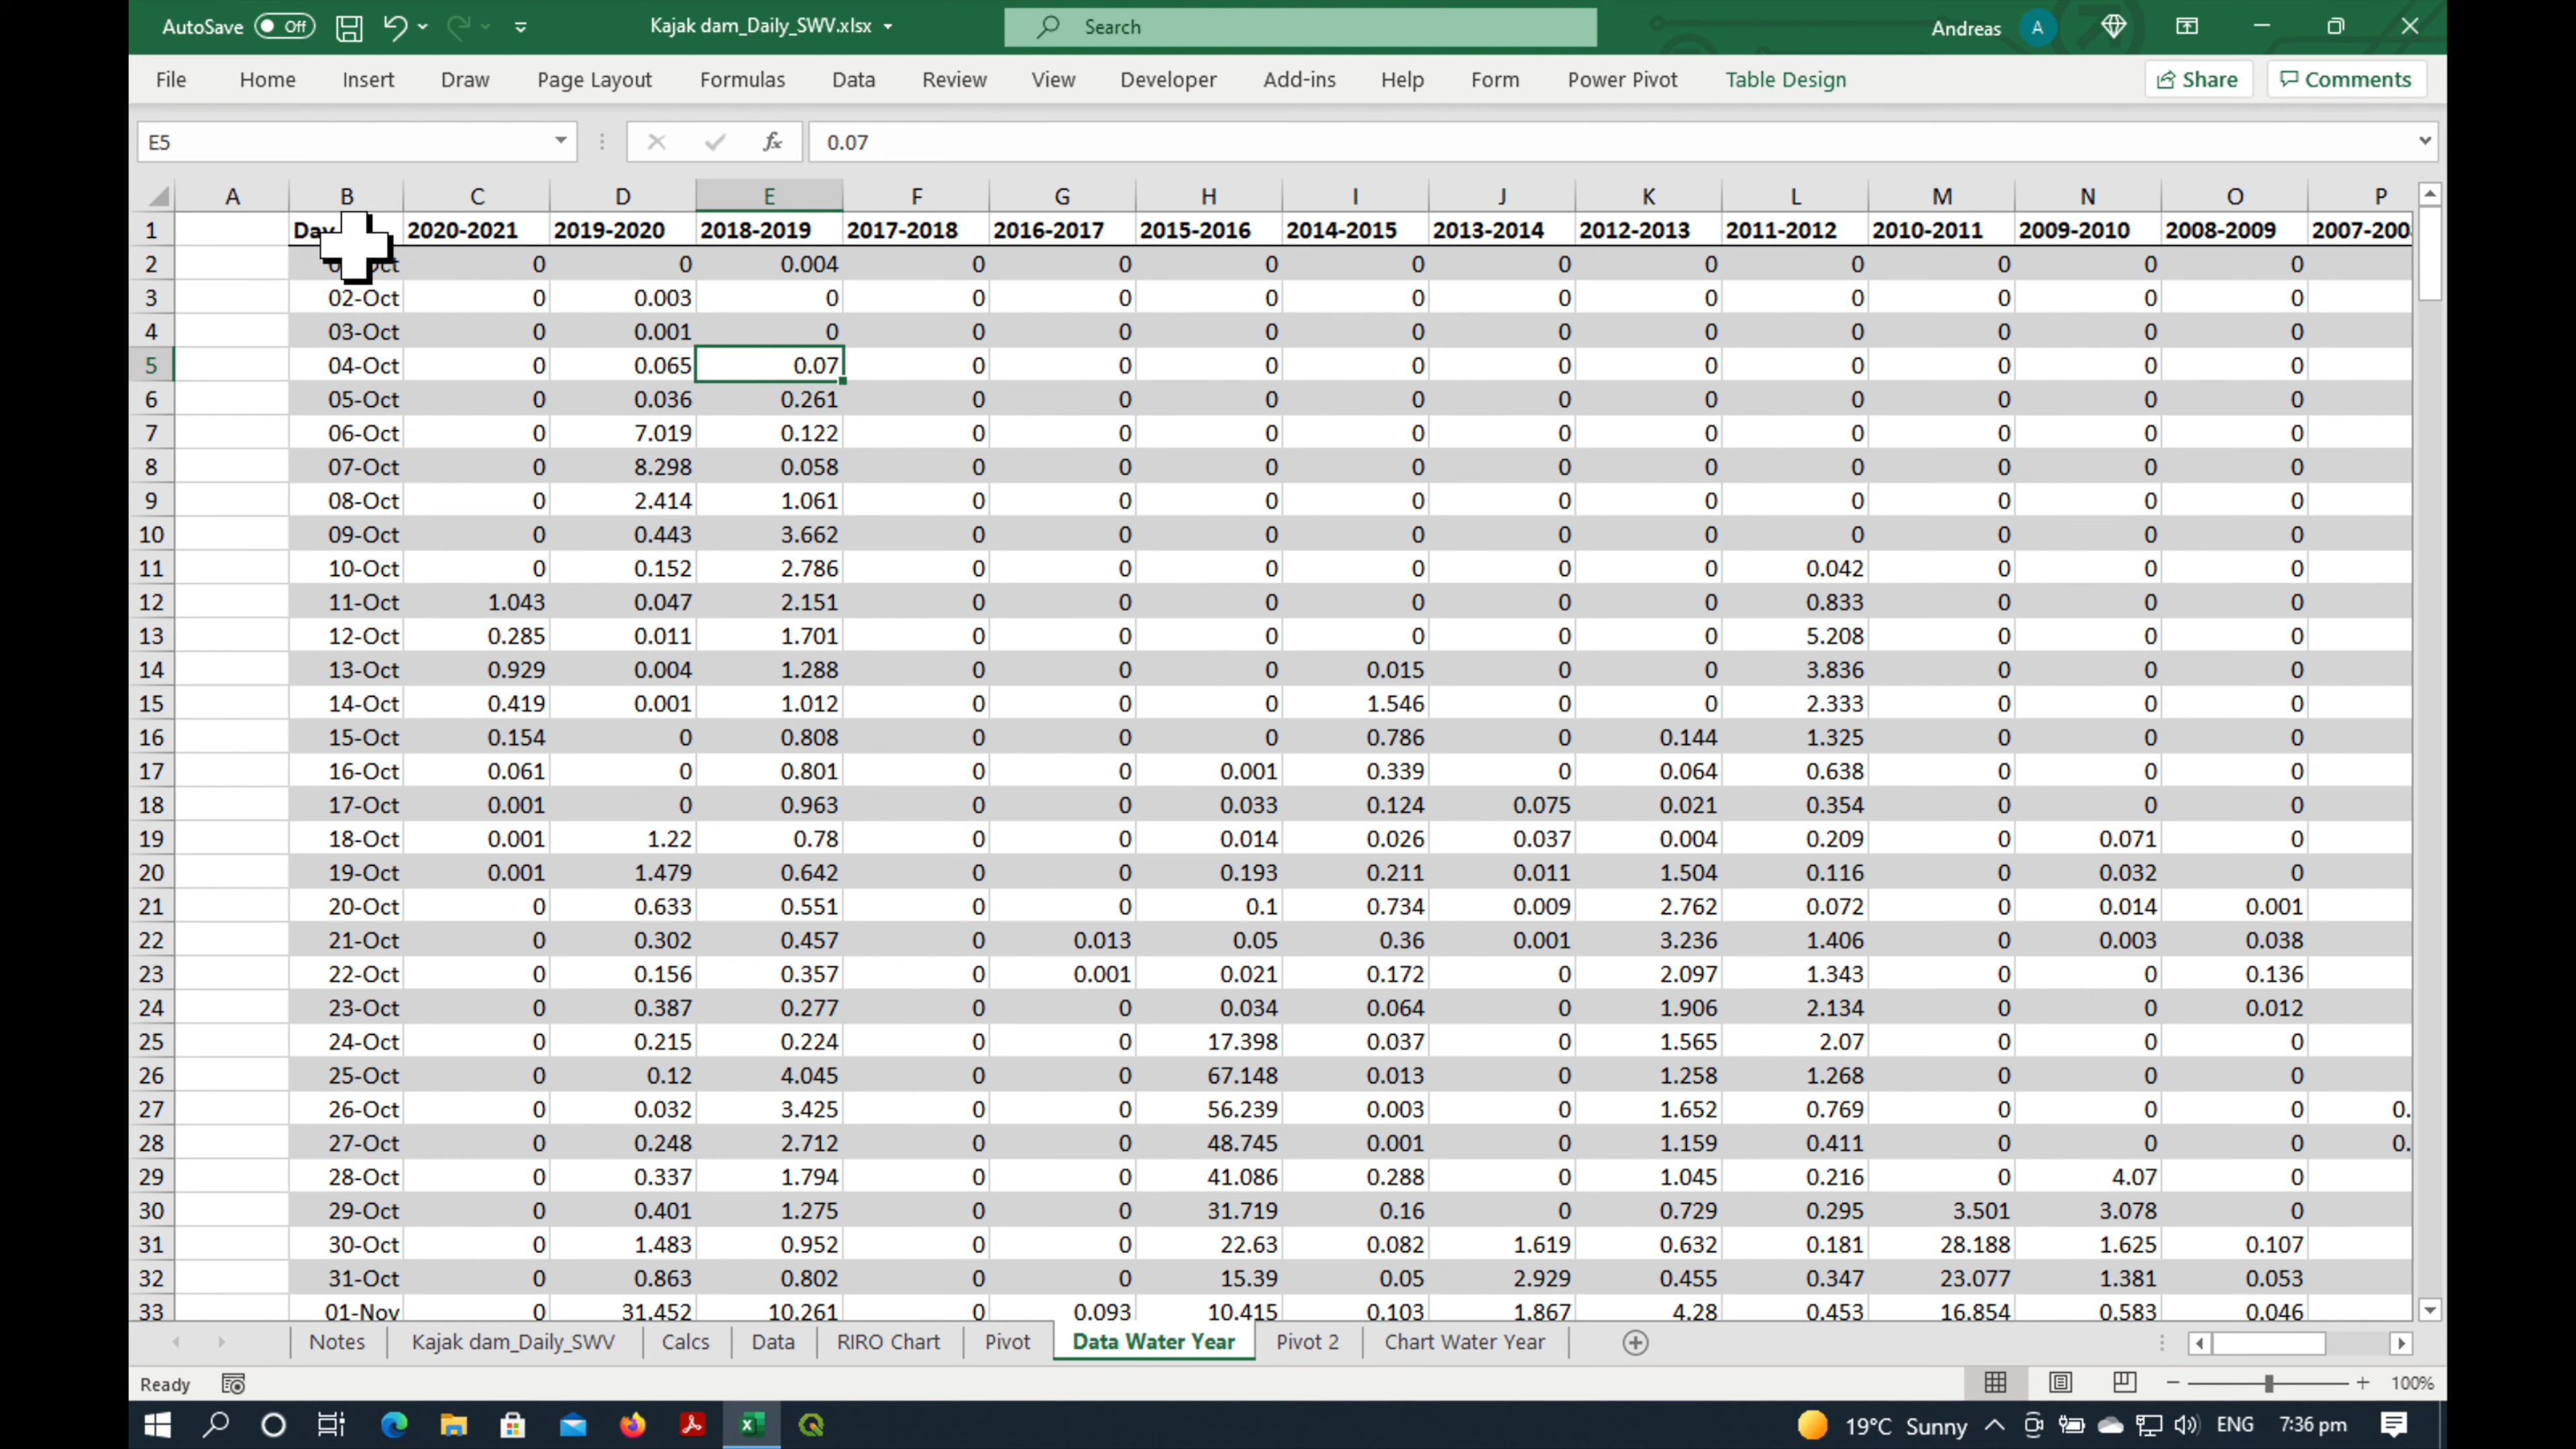 AutoSave Off Kajak dam_Daily_SWV.xlsx Search Andreas A
File Home Insert Draw Page Layout Formulas Data Review View Developer Add-ins Help Form Power Pivot Table Design Share Comments
E5 fx 0.07
A B C D E F G H I J K L M N O P
1 Day 2020-2021 2019-2020 2018-2019 2017-2018 2016-2017 2015-2016 2014-2015 2013-2014 2012-2013 2011-2012 2010-2011 2009-2010 2008-2009 2007-200
2 0 0 0.004 0 0 0 0 0 0 0 0 0 0
3 02-Oct 0 0.003 0 0 0 0 0 0 0 0 0 0 0
4 03-Oct 0 0.001 0 0 0 0 0 0 0 0 0 0 0
5 04-Oct 0 0.065 0.07 0 0 0 0 0 0 0 0 0 0
6 05-Oct 0 0.036 0.261 0 0 0 0 0 0 0 0 0 0
7 06-Oct 0 7.019 0.122 0 0 0 0 0 0 0 0 0 0
8 07-Oct 0 8.298 0.058 0 0 0 0 0 0 0 0 0 0
9 08-Oct 0 2.414 1.061 0 0 0 0 0 0 0 0 0 0
10 09-Oct 0 0.443 3.662 0 0 0 0 0 0 0 0 0 0
11 10-Oct 0 0.152 2.786 0 0 0 0 0 0 0.042 0 0 0
12 11-Oct 1.043 0.047 2.151 0 0 0 0 0 0 0.833 0 0 0
13 12-Oct 0.285 0.011 1.701 0 0 0 0 0 0 5.208 0 0 0
14 13-Oct 0.929 0.004 1.288 0 0 0 0.015 0 0 3.836 0 0 0
15 14-Oct 0.419 0.001 1.012 0 0 0 1.546 0 0 2.333 0 0 0
16 15-Oct 0.154 0 0.808 0 0 0 0.786 0 0.144 1.325 0 0 0
17 16-Oct 0.061 0 0.801 0 0 0.001 0.339 0 0.064 0.638 0 0 0
18 17-Oct 0.001 0 0.963 0 0 0.033 0.124 0.075 0.021 0.354 0 0 0
19 18-Oct 0.001 1.22 0.78 0 0 0.014 0.026 0.037 0.004 0.209 0 0.071 0
20 19-Oct 0.001 1.479 0.642 0 0 0.193 0.211 0.011 1.504 0.116 0 0.032 0
21 20-Oct 0 0.633 0.551 0 0 0.1 0.734 0.009 2.762 0.072 0 0.014 0.001
22 21-Oct 0 0.302 0.457 0 0.013 0.05 0.36 0.001 3.236 1.406 0 0.003 0.038
23 22-Oct 0 0.156 0.357 0 0.001 0.021 0.172 0 2.097 1.343 0 0 0.136
24 23-Oct 0 0.387 0.277 0 0 0.034 0.064 0 1.906 2.134 0 0 0.012
25 24-Oct 0 0.215 0.224 0 0 17.398 0.037 0 1.565 2.07 0 0 0
26 25-Oct 0 0.12 4.045 0 0 67.148 0.013 0 1.258 1.268 0 0 0
27 26-Oct 0 0.032 3.425 0 0 56.239 0.003 0 1.652 0.769 0 0 0 0.
28 27-Oct 0 0.248 2.712 0 0 48.745 0.001 0 1.159 0.411 0 0 0 0.
29 28-Oct 0 0.337 1.794 0 0 41.086 0.288 0 1.045 0.216 0 4.07 0
30 29-Oct 0 0.401 1.275 0 0 31.719 0.16 0 0.729 0.295 3.501 3.078 0
31 30-Oct 0 1.483 0.952 0 0 22.63 0.082 1.619 0.632 0.181 28.188 1.625 0.107
32 31-Oct 0 0.863 0.802 0 0 15.39 0.05 2.929 0.455 0.347 23.077 1.381 0.053
33 01-Nov 0 31.452 10.261 0 0.093 10.415 0.103 1.867 4.28 0.453 16.854 0.583 0.046
Notes Kajak dam_Daily_SWV Calcs Data RIRO Chart Pivot Data Water Year Pivot 2 Chart Water Year
Ready 100%
19°C Sunny ENG 7:36 pm